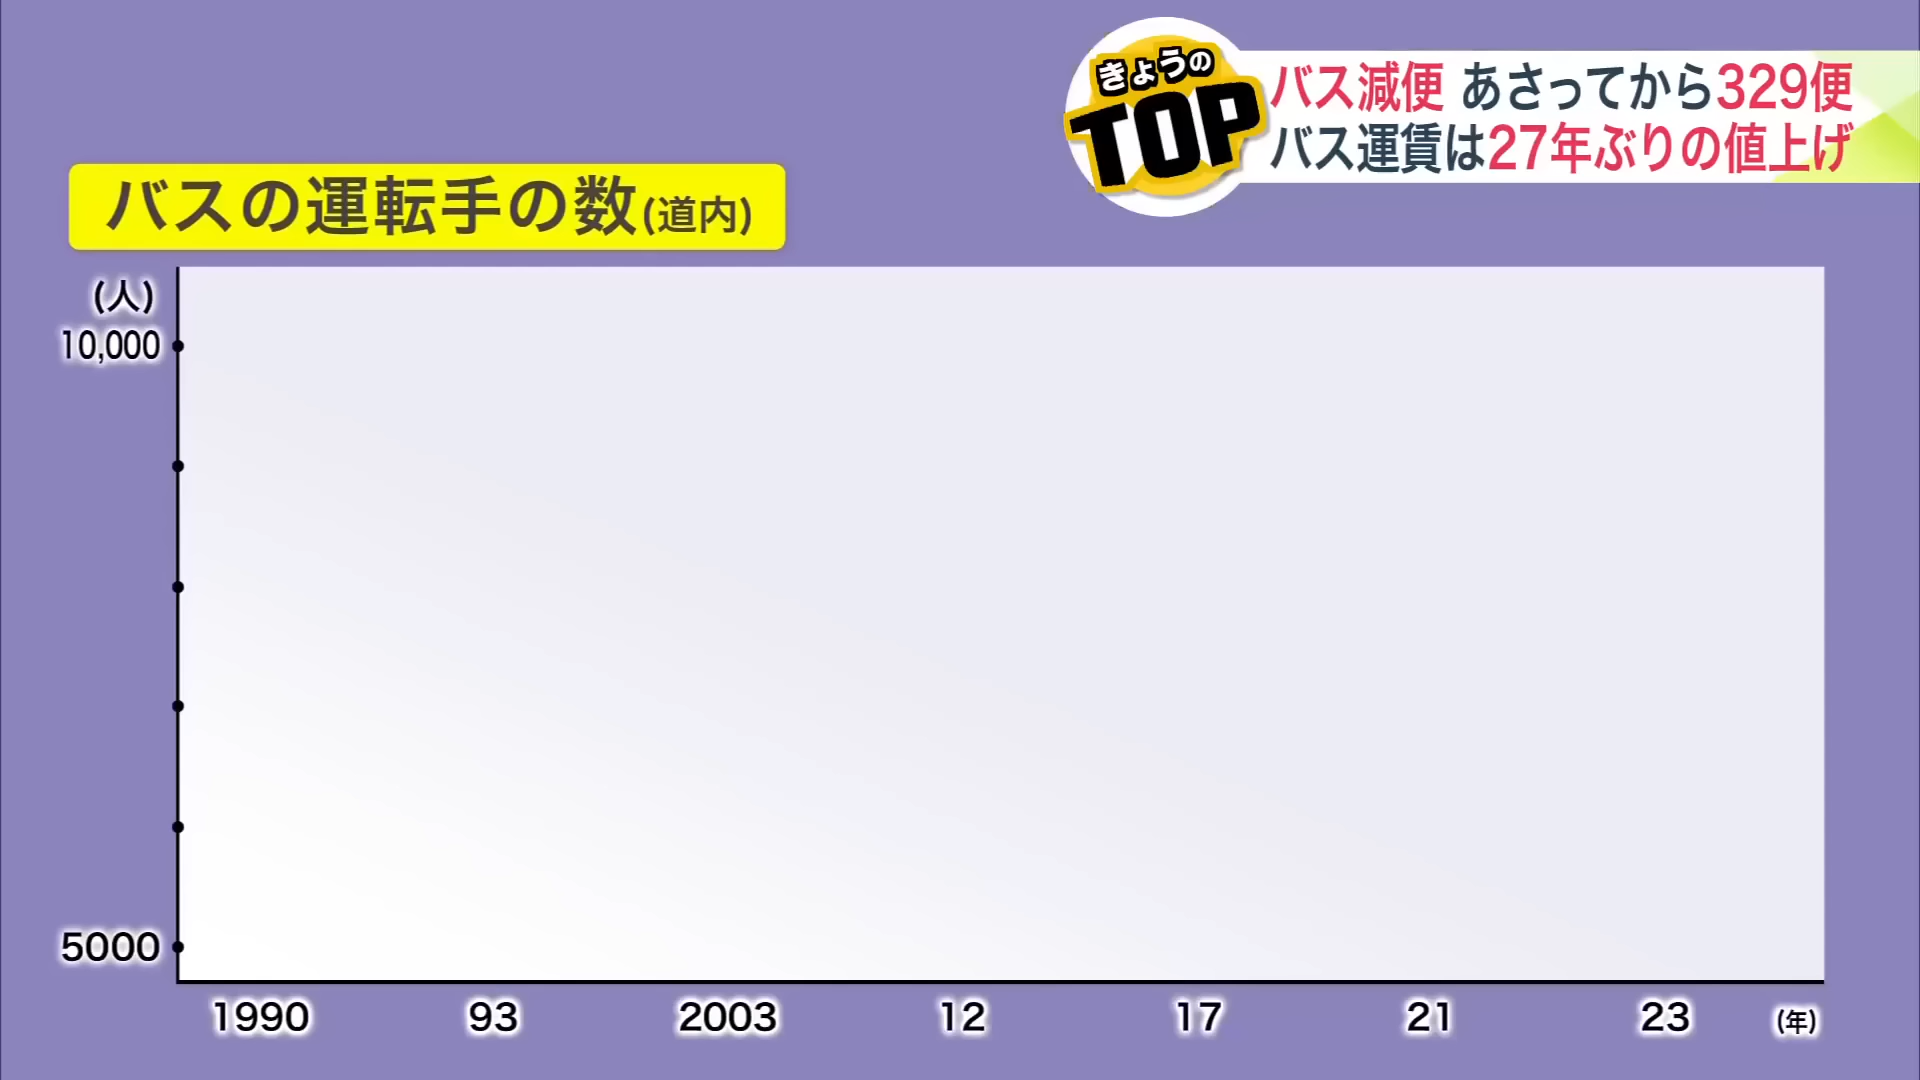 きょうの
TOP
バス減便 あさってから329便
バス運賃は27年ぶりの値上げ
バスの運転手の数(道内)
(人)
10,000
5000
1990 93 2003 12 17 21 23 (年)